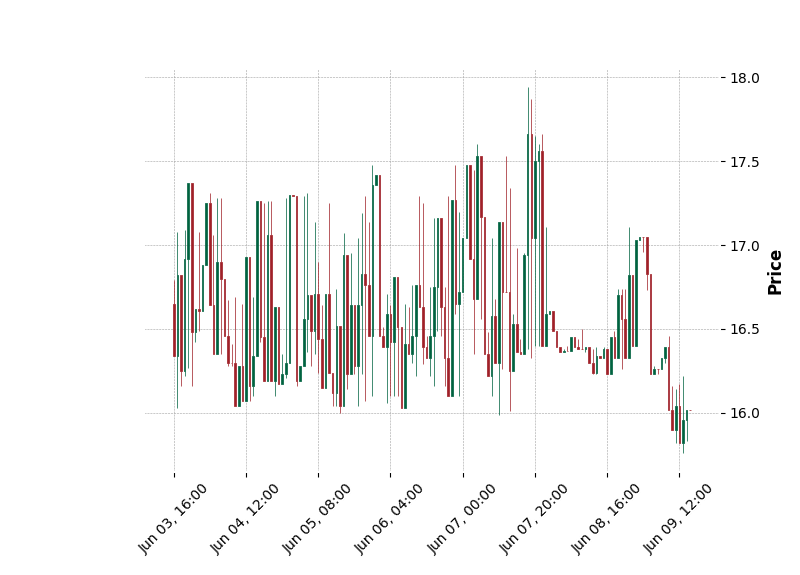 18.0
17.5
17.0
16.5
16.0
Price
Jun 03, 16:00
Jun 04, 12:00
Jun 05, 08:00
Jun 06, 04:00
Jun 07, 00:00
Jun 07, 20:00
Jun 08, 16:00
Jun 09, 12:00